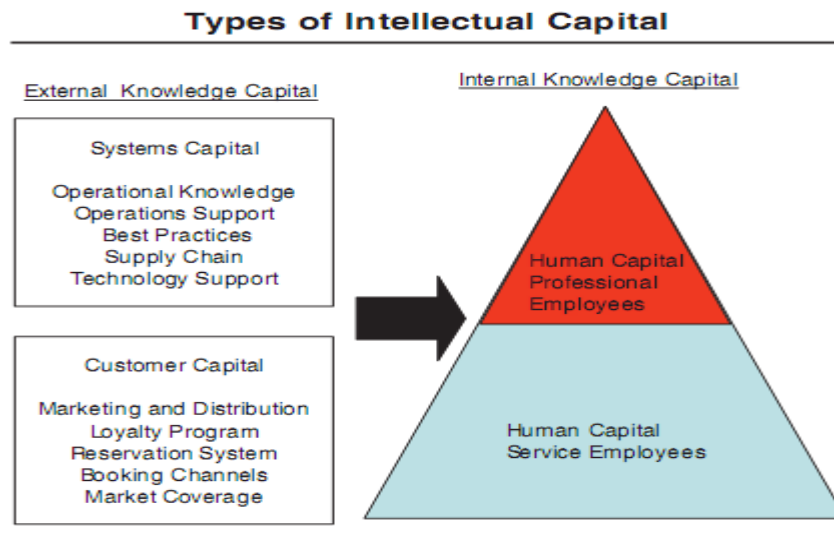 Types of Intellectual Capital
External Knowledge Capital
Systems Capital
Operational Knowledge
Operations Support
Best Practices
Supply Chain
Technology Support
Customer Capital
Marketing and Distribution
Loyalty Program
Reservation System
Booking Channels
Market Coverage
Internal Knowledge Capital
Human Capital
Professional
Employees
Human Capital
Service Employees